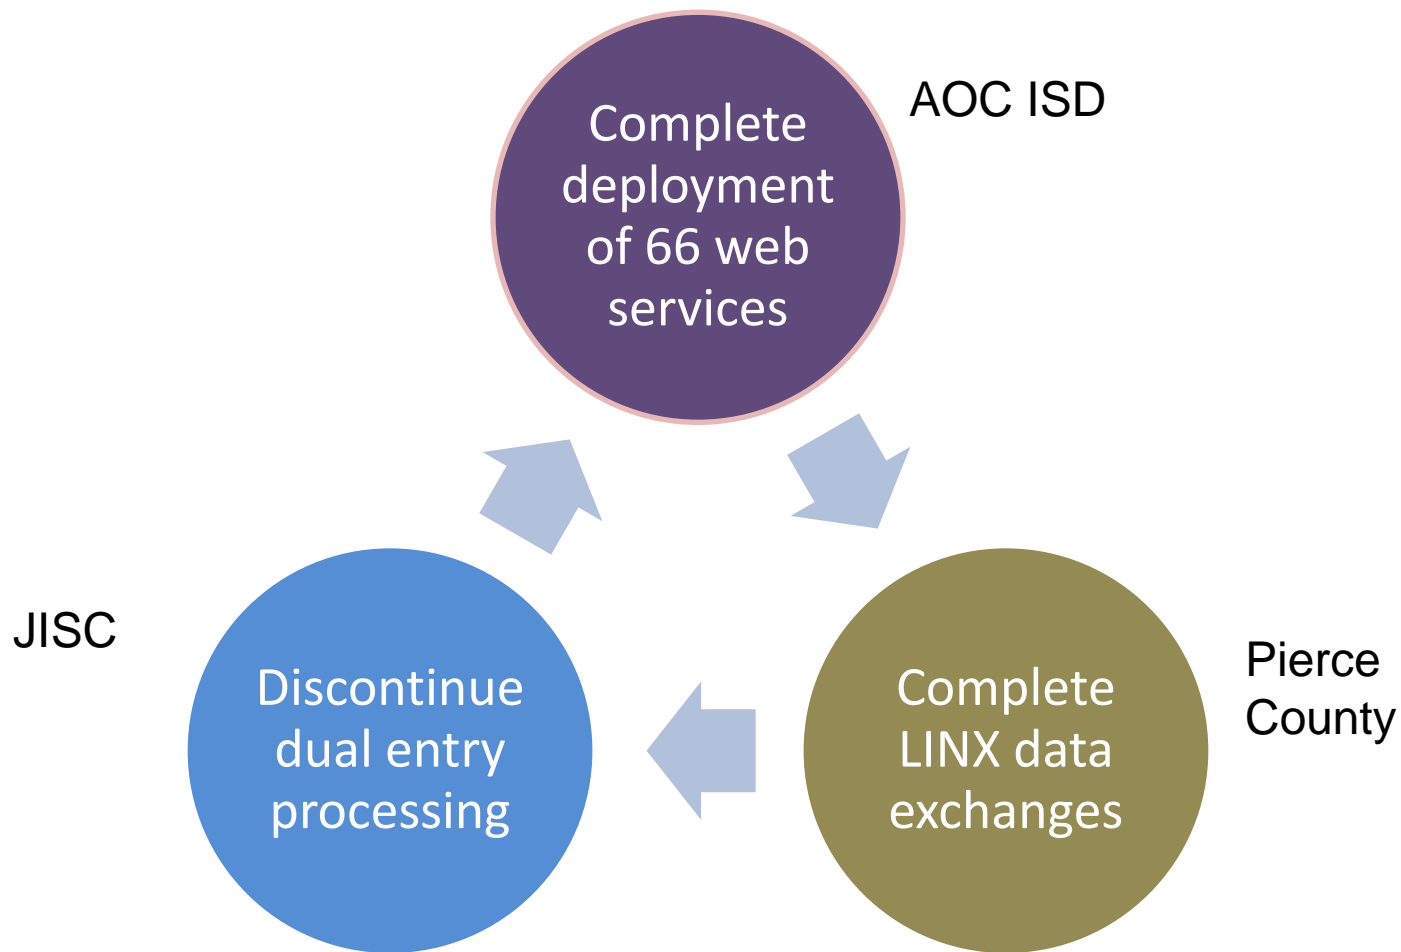 Complete
deployment
of 66 web
services
AOC ISD
Complete
LINX data
exchanges
Pierce
County
Discontinue
dual entry
processing
JISC